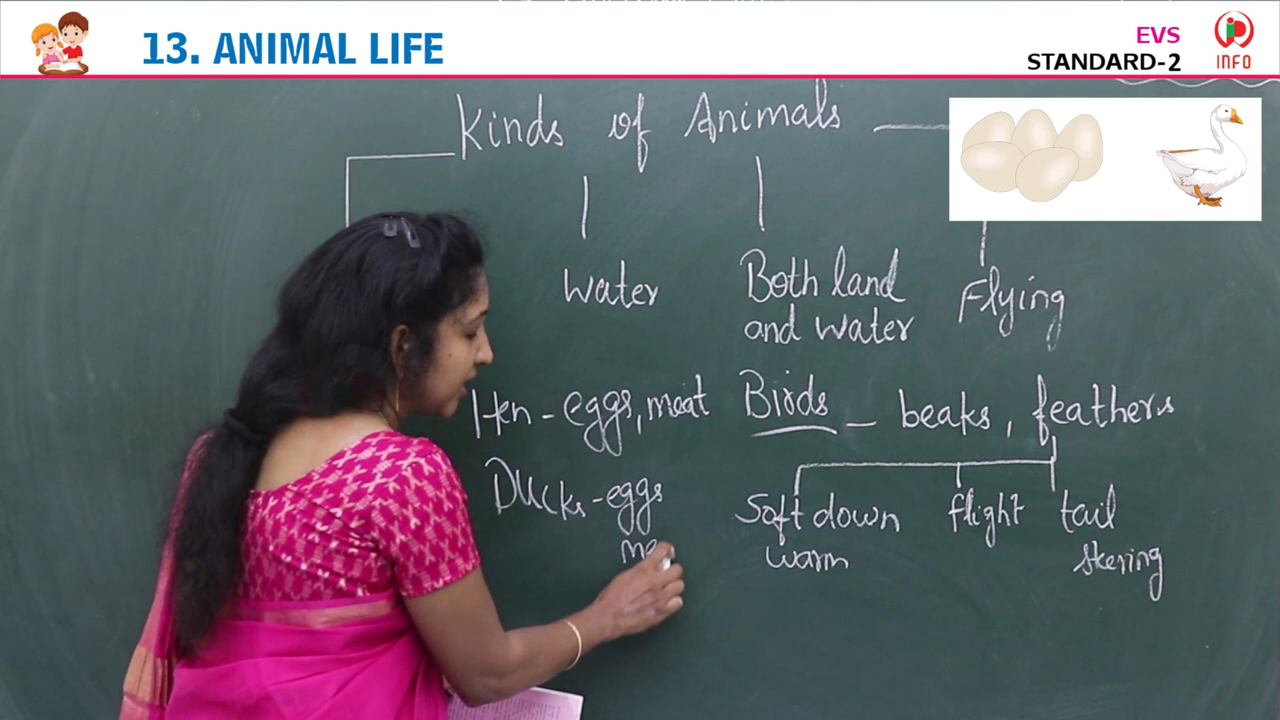 13. ANIMAL LIFE
EVS
STANDARD-2
INFO
Kinds of Animals
water
Both land
and water
Flying
Hen - eggs, meat
Birds - beaks, feathers
Ducks - eggs
me
Soft down
warm
flight
tail
steering